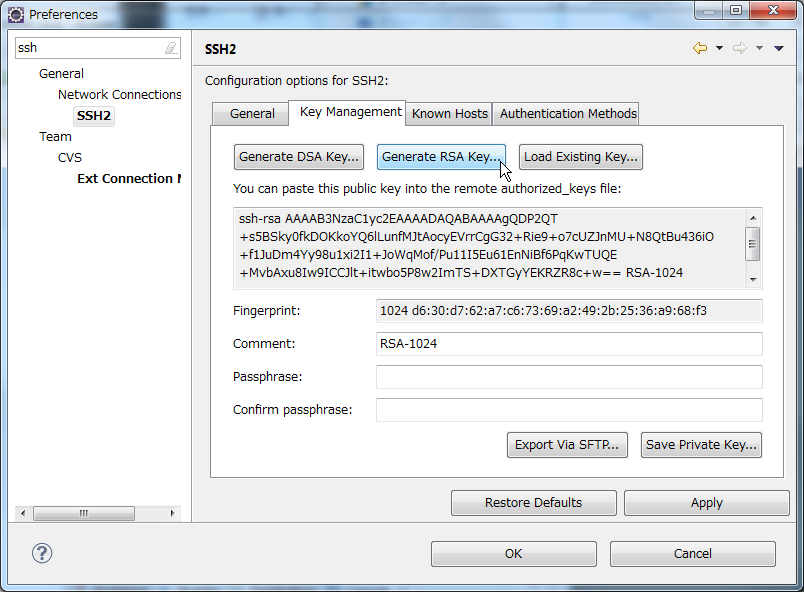 Preferences
ssh
General
Network Connections
SSH2
Team
CVS
Ext Connection
SSH2
Configuration options for SSH2:
General Key Management Known Hosts Authentication Methods
Generate DSA Key... Generate RSA Key... Load Existing Key...
You can paste this public key into the remote authorized_keys file:
ssh-rsa AAAAB3NzaC1yc2EAAAADAQABAAAAgQDP2QT
+s5BSky0fkDOKkoYQ6lLunfMJtAocyEVrrCgG32+Rie9+o7cUZJnMU+N8QtBu436iO
+f1JuDm4Yy98u1xi2I1+JoWqMof/Pu11I5Eu61EnNiBf6PqKwTUQE
+MvbAxu8Iw9ICCJlt+itwbo5P8w2ImTS+DXTGyYEKRZR8c+w== RSA-1024
Fingerprint: 1024 d6:30:d7:62:a7:c6:73:69:a2:49:2b:25:36:a9:68:f3
Comment: RSA-1024
Passphrase:
Confirm passphrase:
Export Via SFTP... Save Private Key...
Restore Defaults Apply
OK Cancel